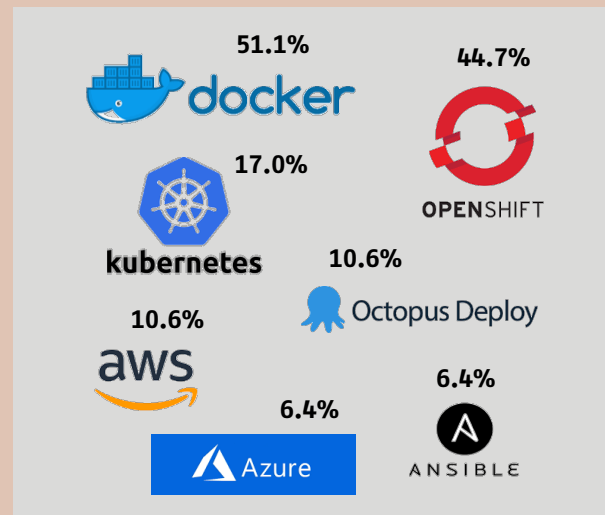 51.1%
docker
44.7%
OPENSHIFT
17.0%
kubernetes
10.6%
Octopus Deploy
10.6%
aws
6.4%
Azure
6.4%
A
ANSIBLE